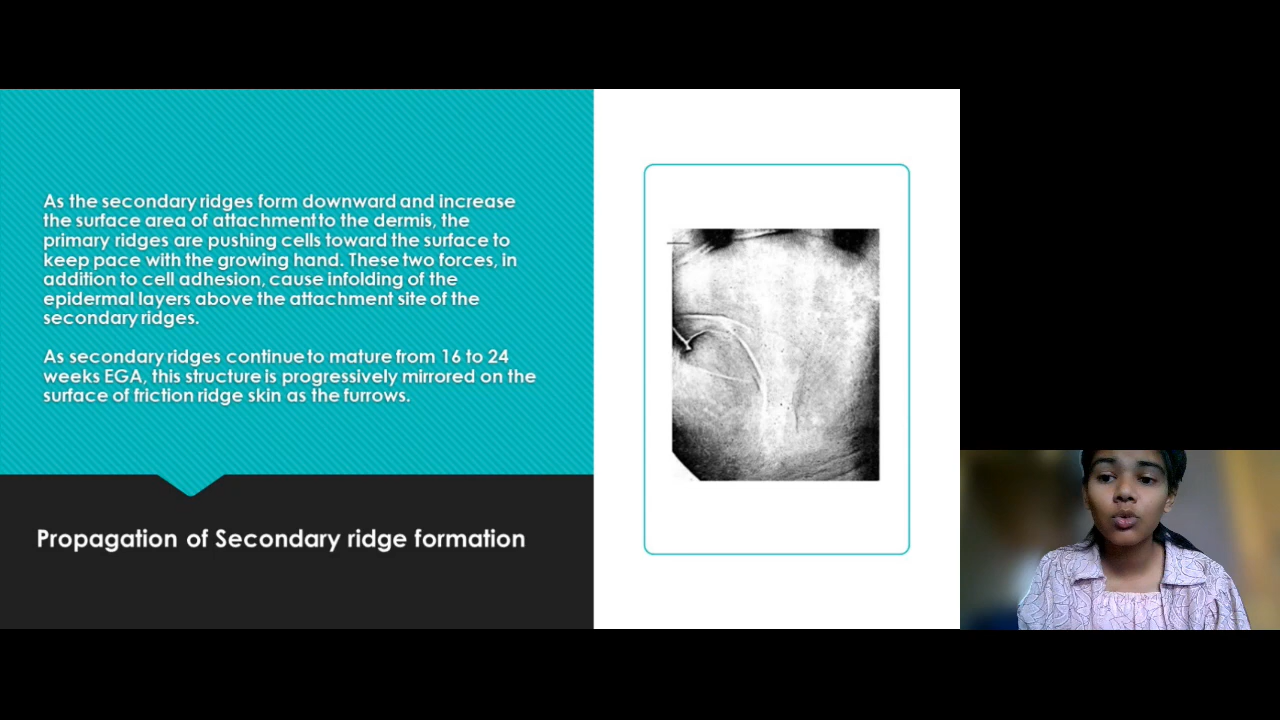 As the secondary ridges form downward and increase
the surface area of attachment to the dermis, the
primary ridges are pushing cells toward the surface to
keep pace with the growing hand. These two forces, in
addition to cell adhesion, cause infolding of the
epidermal layers above the attachment site of the
secondary ridges.
As secondary ridges continue to mature from 16 to 24
weeks EGA, this structure is progressively mirrored on the
surface of friction ridge skin as the furrows.
Propagation of Secondary ridge formation